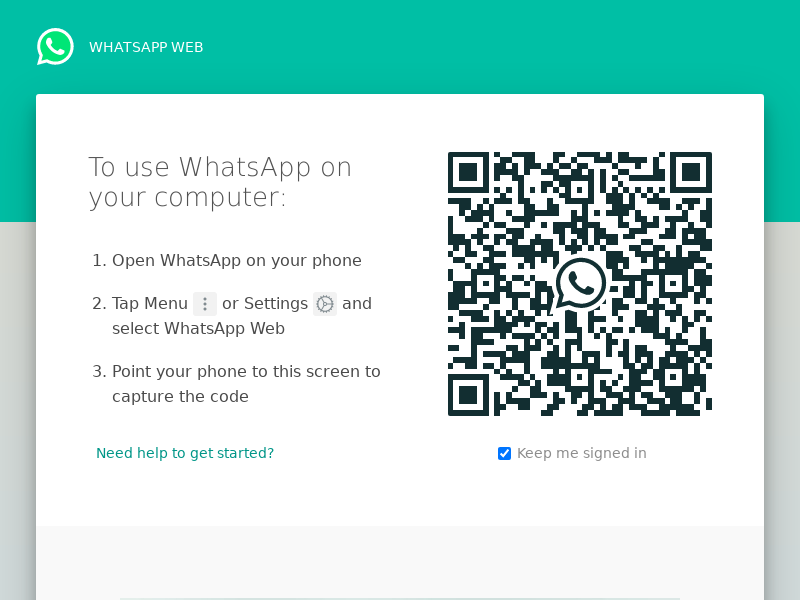 WHATSAPP WEB
To use WhatsApp on
your computer:
1. Open WhatsApp on your phone
2. Tap Menu or Settings and
select WhatsApp Web
3. Point your phone to this screen to
capture the code
Need help to get started?
Keep me signed in